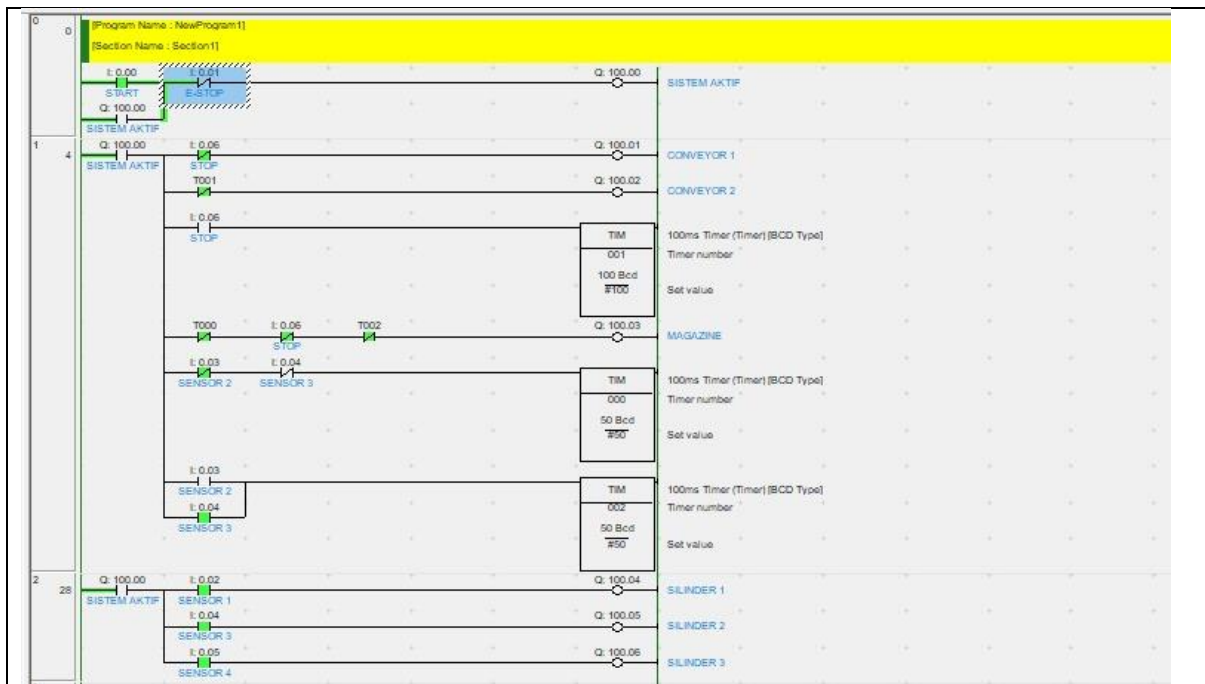 0
0
[Program Name : NewProgram1]
[Section Name : Section1]
I: 0.00 I: 0.01 Q: 100.00
START E-STOP SISTEM AKTIF
Q: 100.00
SISTEM AKTIF
1
4
Q: 100.00 I: 0.06 Q: 100.01
SISTEM AKTIF STOP CONVEYOR 1
T001 Q: 100.02
CONVEYOR 2
I: 0.06
STOP
TIM 100ms Timer (Timer) [BCD Type]
001 Timer number
100 Bcd
#100 Set value
T000 I: 0.06 T002 Q: 100.03
STOP MAGAZINE
I: 0.03 I: 0.04
SENSOR 2 SENSOR 3
TIM 100ms Timer (Timer) [BCD Type]
000 Timer number
50 Bcd
#50 Set value
I: 0.03
SENSOR 2
TIM 100ms Timer (Timer) [BCD Type]
I: 0.04
002 Timer number
SENSOR 3
50 Bcd
#50 Set value
2
28
Q: 100.00 I: 0.02 Q: 100.04
SISTEM AKTIF SENSOR 1 SILINDER 1
I: 0.04 Q: 100.05
SENSOR 3 SILINDER 2
I: 0.05 Q: 100.06
SENSOR 4 SILINDER 3